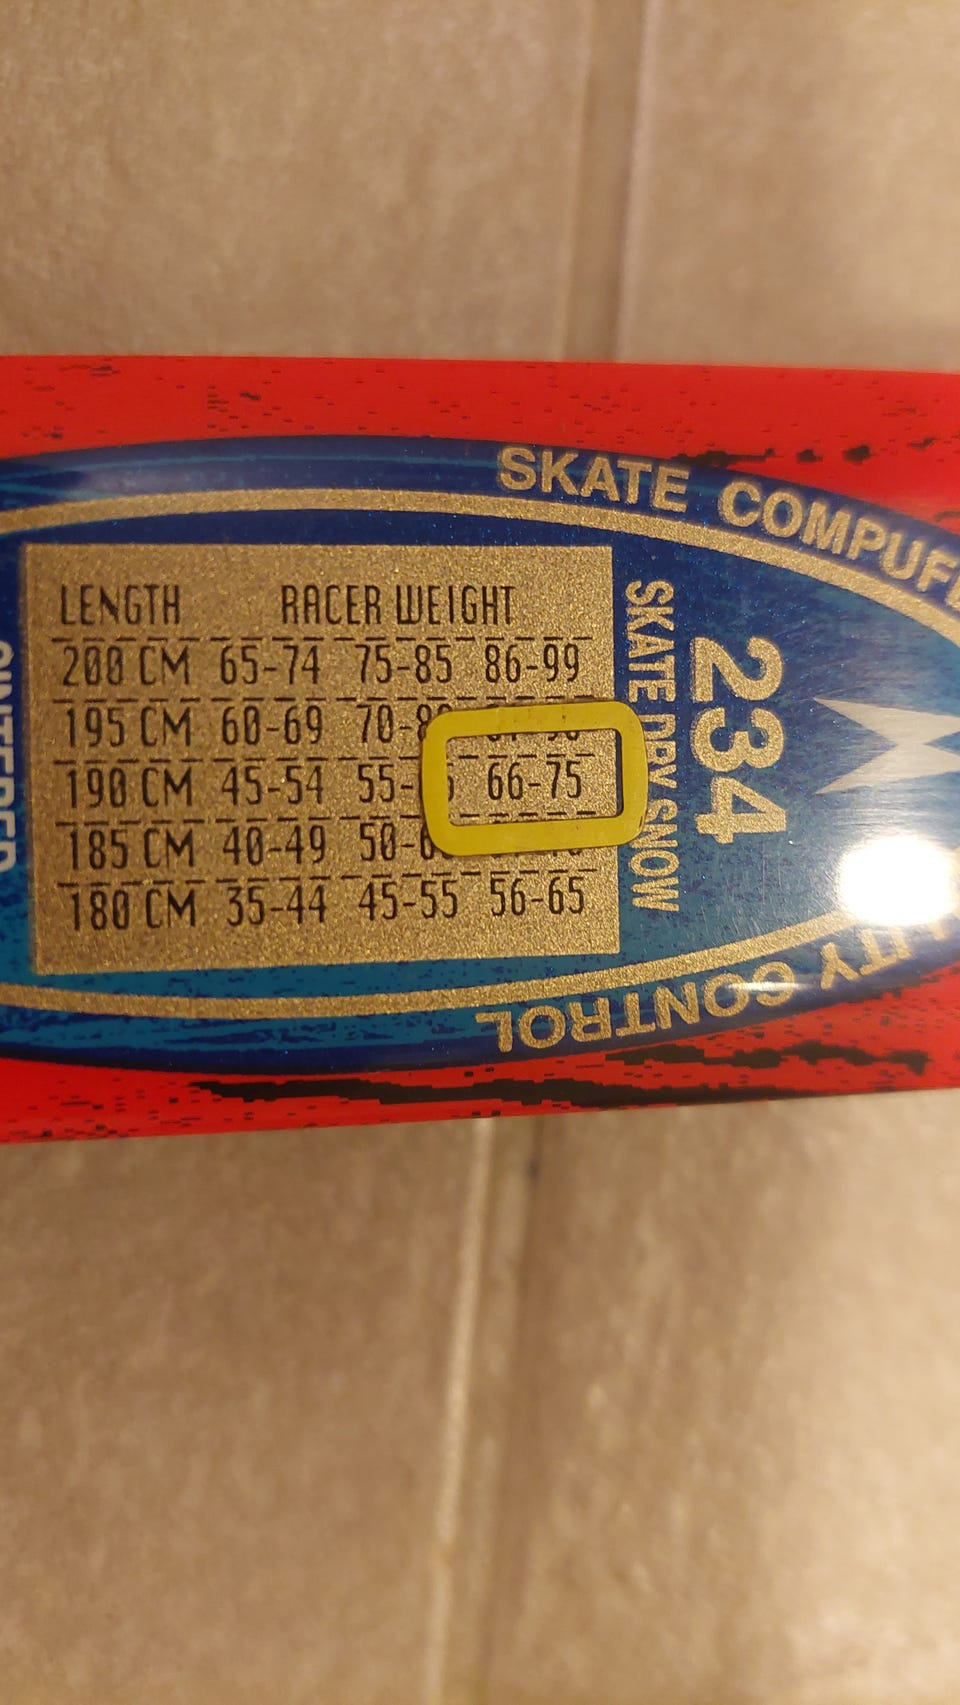 SKATE COMPUF
LENGTH RACER WEIGHT
200 CM 65-74 75-85 86-99
195 CM 60-69 70-80
190 CM 45-54 55- 66-75
185 CM 40-49 50-6
180 CM 35-44 45-55 56-65
SKATE DRY SNOW
234
CONTROL